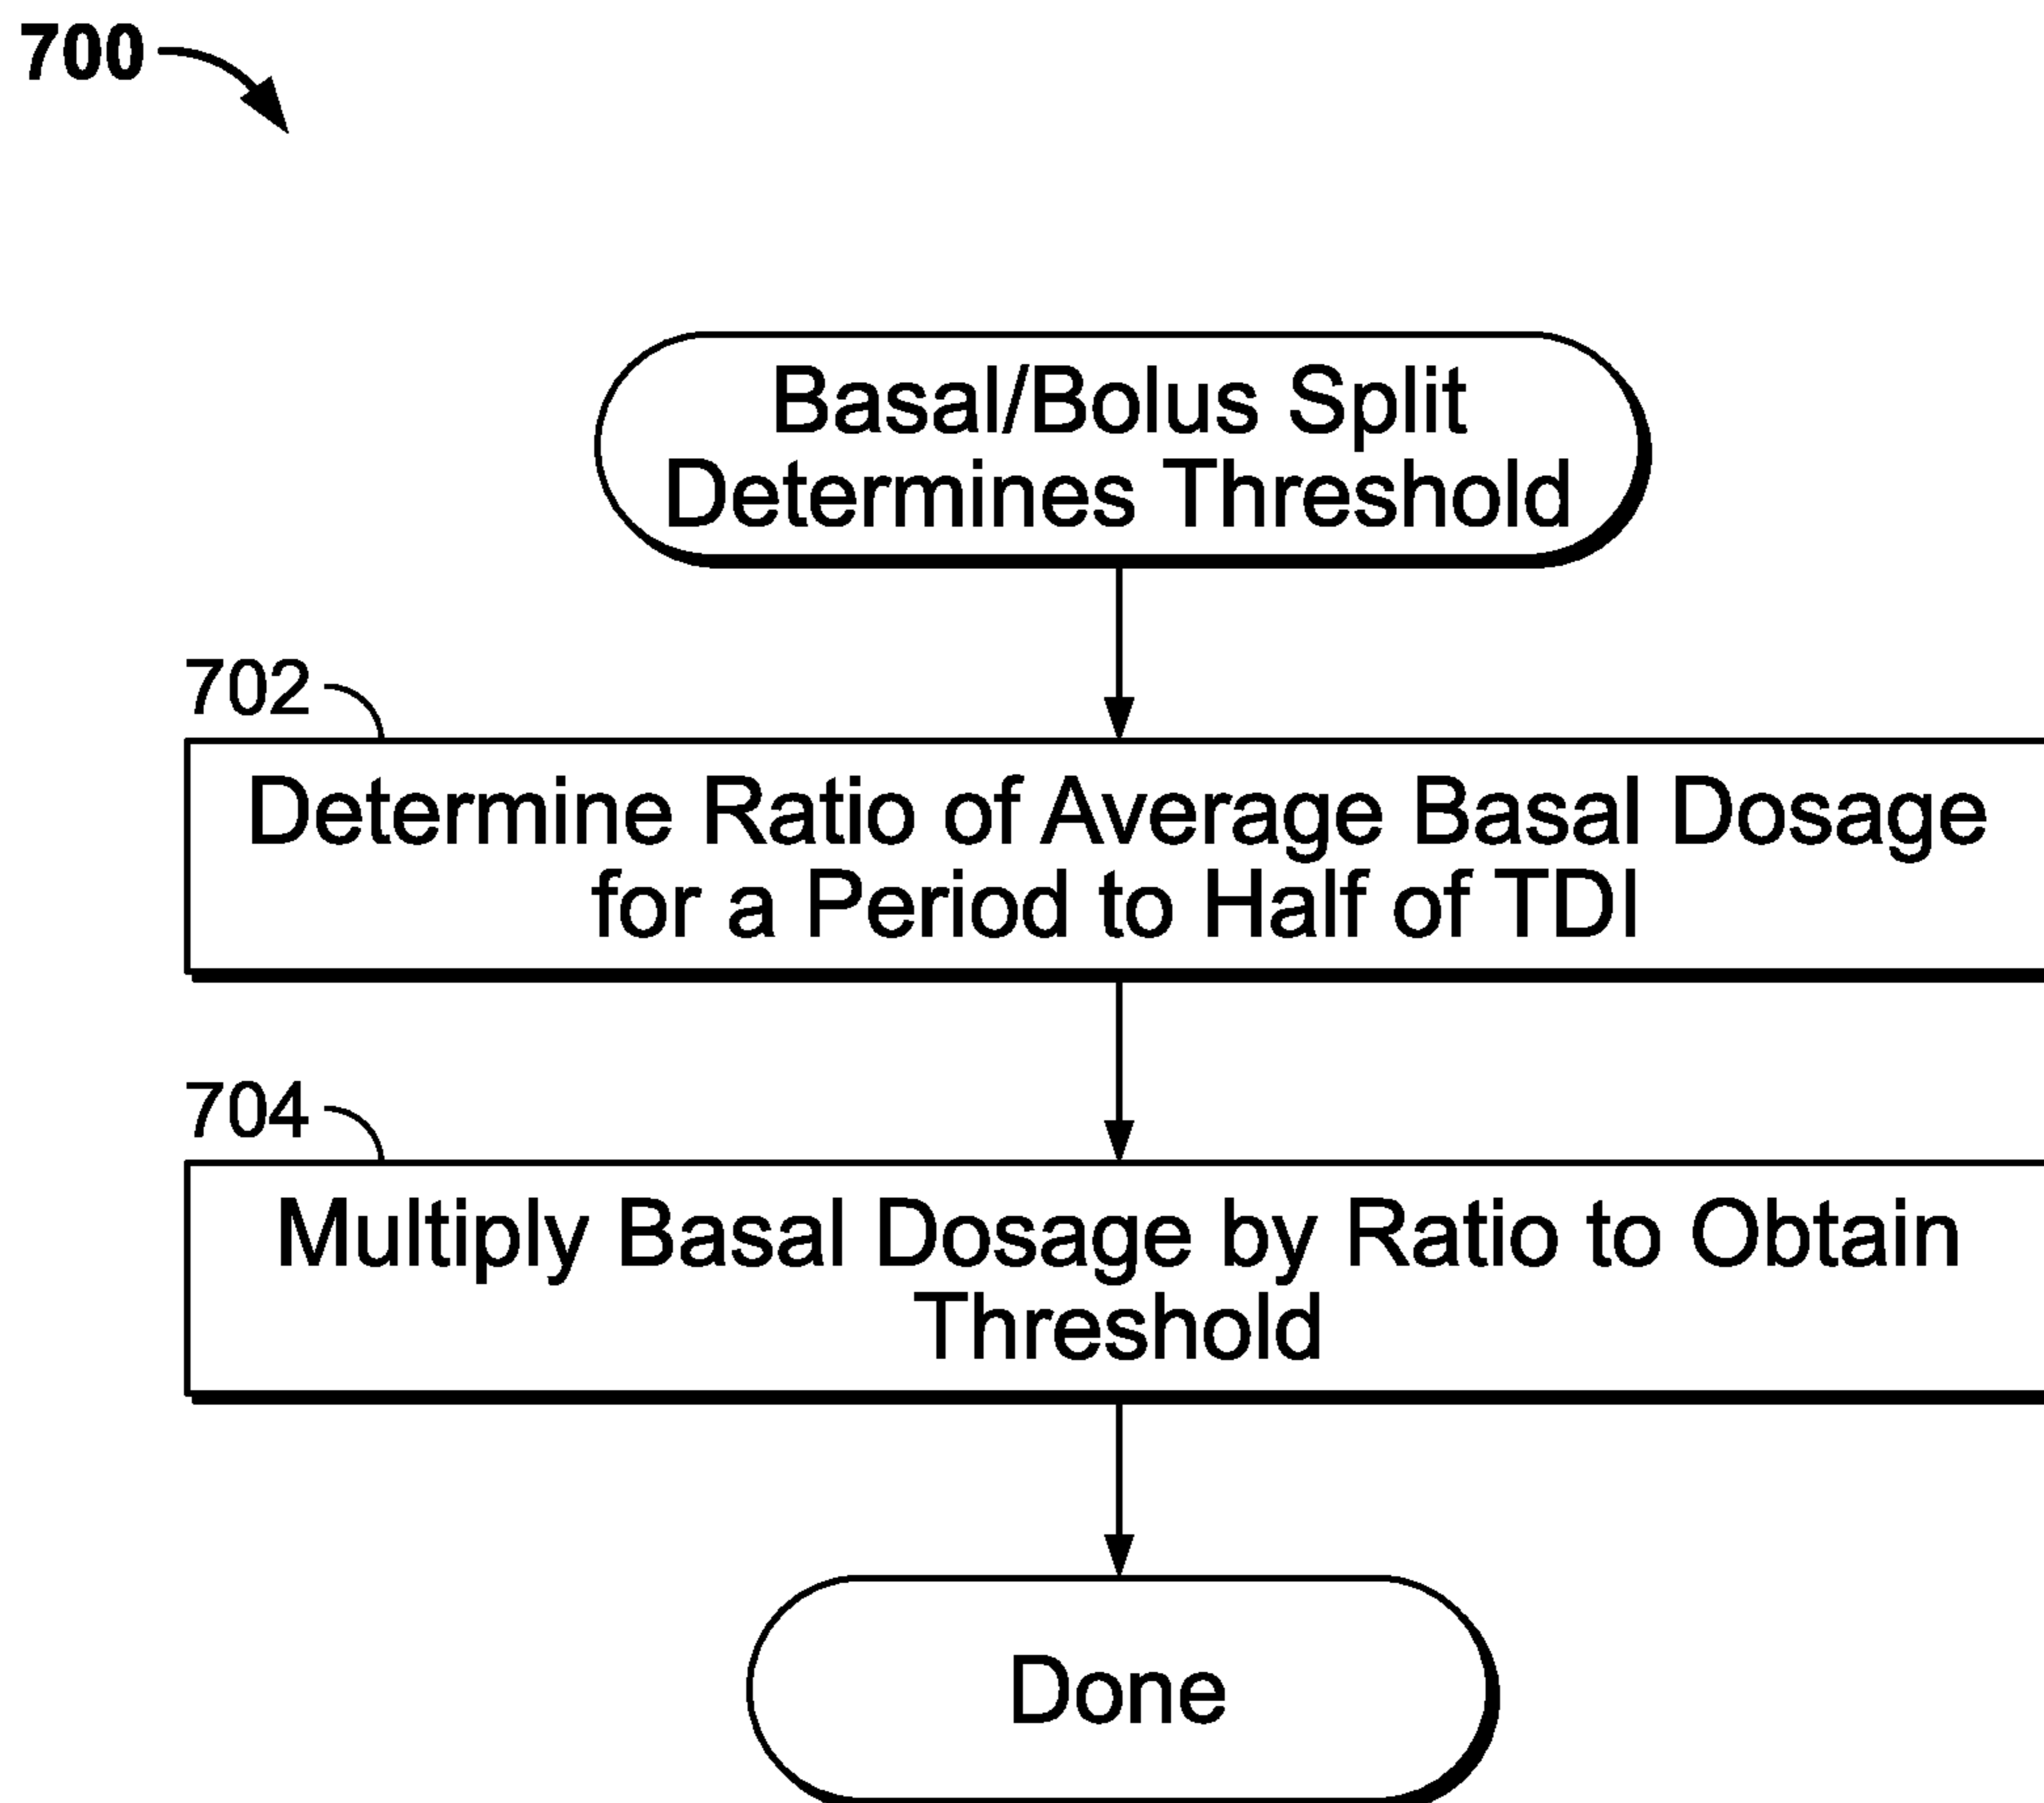 700
Basal/Bolus Split
Determines Threshold
702
Determine Ratio of Average Basal Dosage
for a Period to Half of TDI
704
Multiply Basal Dosage by Ratio to Obtain
Threshold
Done